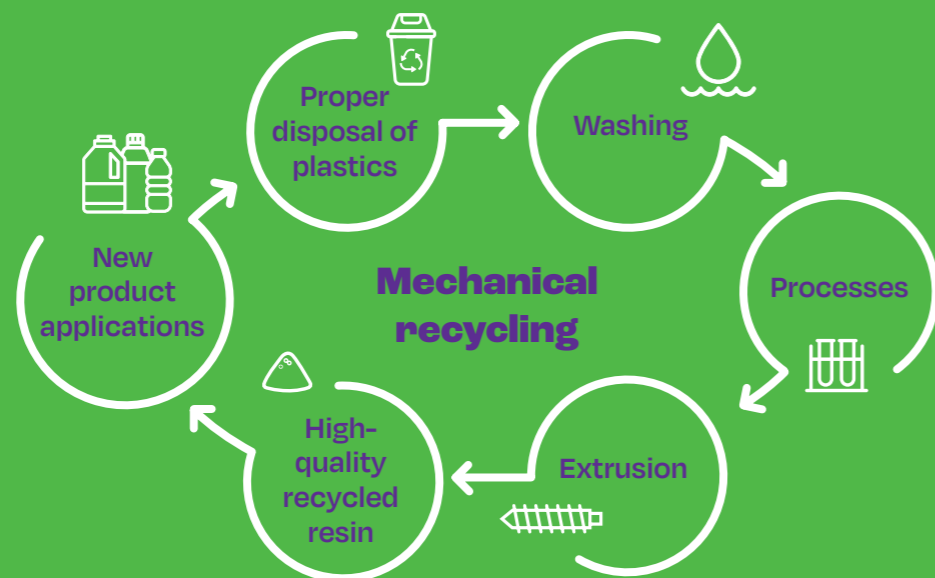 Proper
disposal of
plastics
Washing
Processes
Extrusion
High-
quality
recycled
resin
New
product
applications
Mechanical
recycling